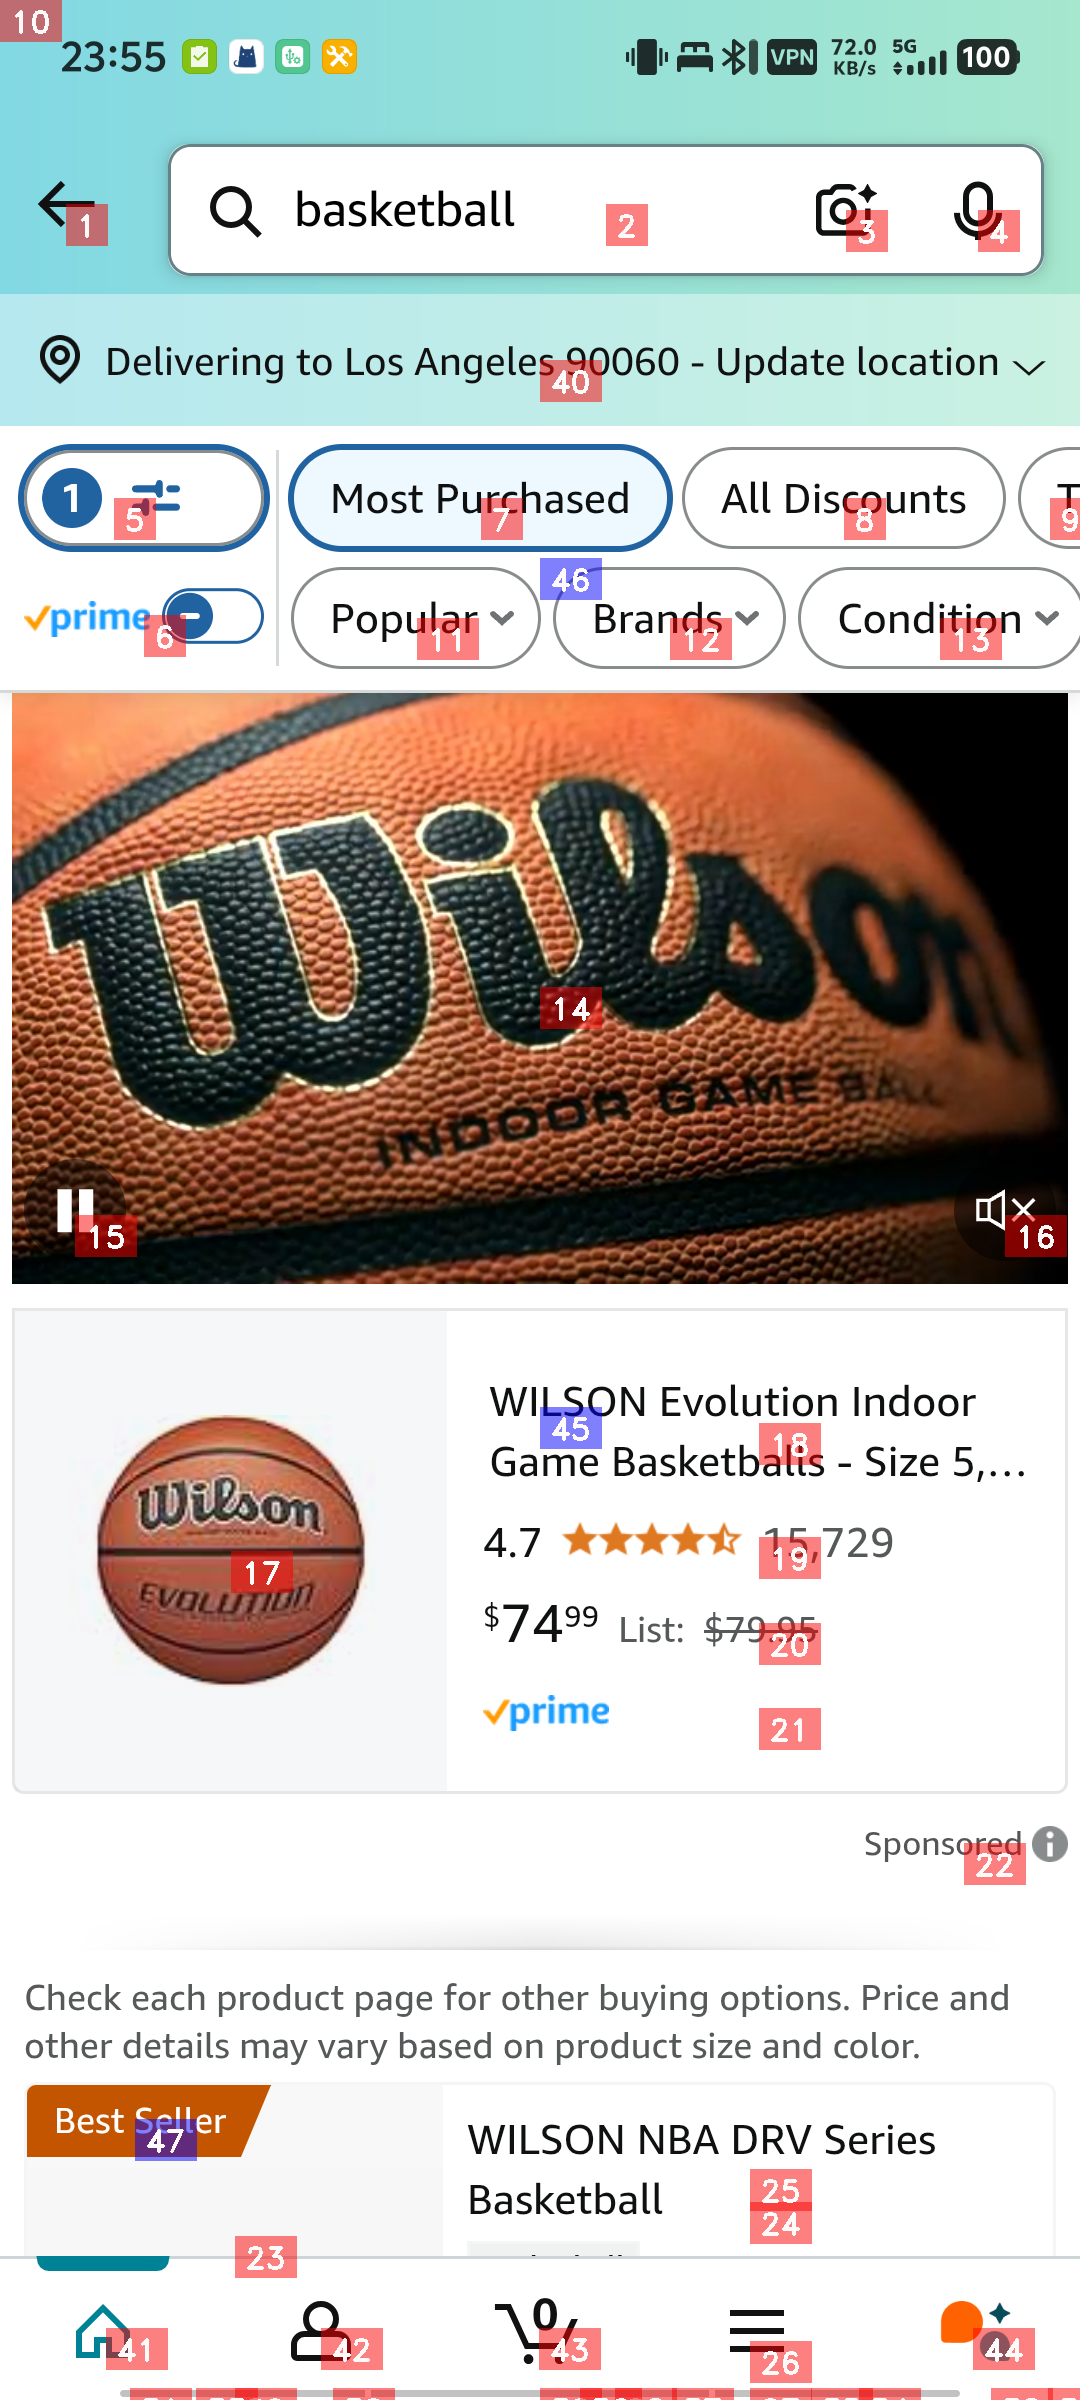 10
23:55
VPN
72.0
KB/s
5G
100
1
basketball
2
3
4
Delivering to Los Angeles 90060 - Update location
40
1
5
Most Purchased
7
All Discounts
8
T
9
46
prime
6
Popular
11
Brands
12
Condition
13
Wilson
14
INDOOR GAME BALL
15
16
Wilson
17
EVOLUTION
WILSON Evolution Indoor
45
18
Game Basketballs - Size 5,...
4.7
15,729
19
$74.99 List: $79.95
20
prime
21
Sponsored
22
Check each product page for other buying options. Price and
other details may vary based on product size and color.
Best Seller
47
WILSON NBA DRV Series
Basketball
25
24
23
0
41
42
43
26
44